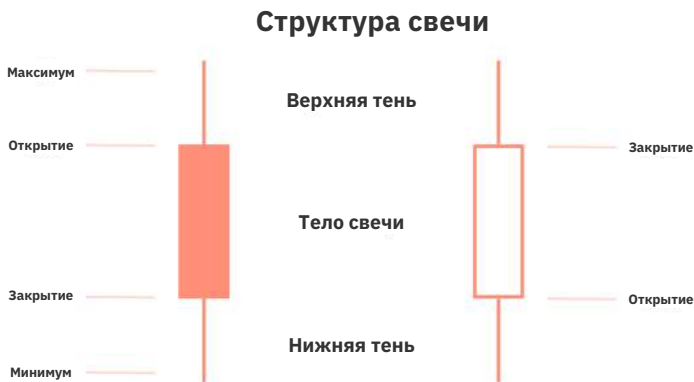 Структура свечи
Максимум
Верхняя тень
Открытие
Закрытие
Тело свечи
Закрытие
Открытие
Нижняя тень
Минимум